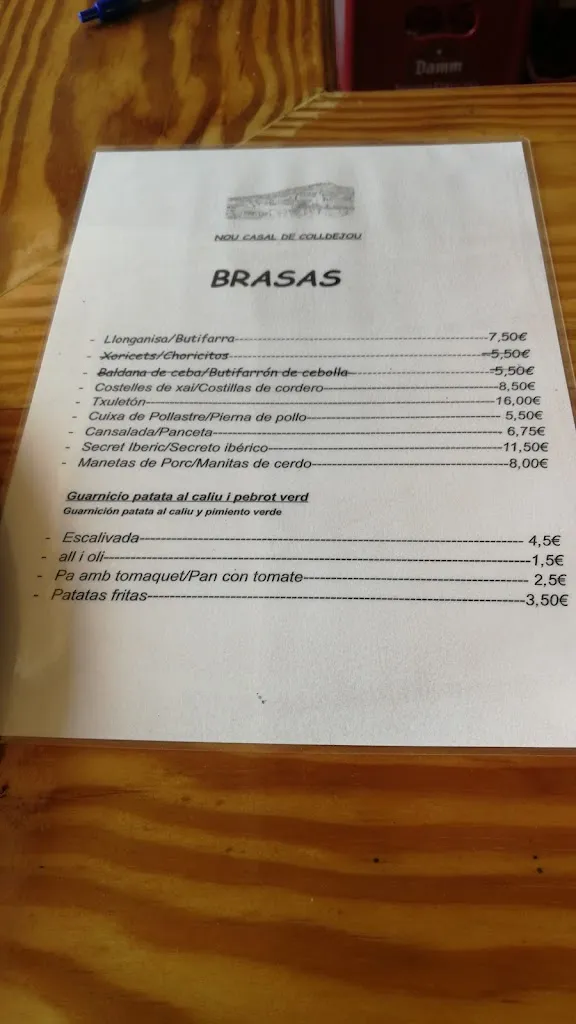 Damm
NOU CASAL DE COLLDEJOU
BRASAS
- Llonganisa/Butifarra-----------------------------------------------7,50€
- Xoricets/Choricitos-----------------------------------------------5,50€
- Baldana de ceba/Butifarrón de cebolla--------------------------5,50€
- Costelles de xai/Costillas de cordero-----------------------------8,50€
- Txuletón-----------------------------------------------------------16,00€
- Cuixa de Pollastre/Pierna de pollo-------------------------------- 5,50€
- Cansalada/Panceta------------------------------------------------ 6,75€
- Secret Iberic/Secreto ibérico---------------------------------------11,50€
- Manetas de Porc/Manitas de cerdo---------------------------------8,00€
Guarnicio patata al caliu i pebrot verd
Guarnición patata al caliu y pimiento verde
- Escalivada---------------------------------------------------------- 4,5€
- all i oli---------------------------------------------------------------1,5€
- Pa amb tomaquet/Pan con tomate--------------------------------- 2,5€
- Patatas fritas---------------------------------------------------------3,50€